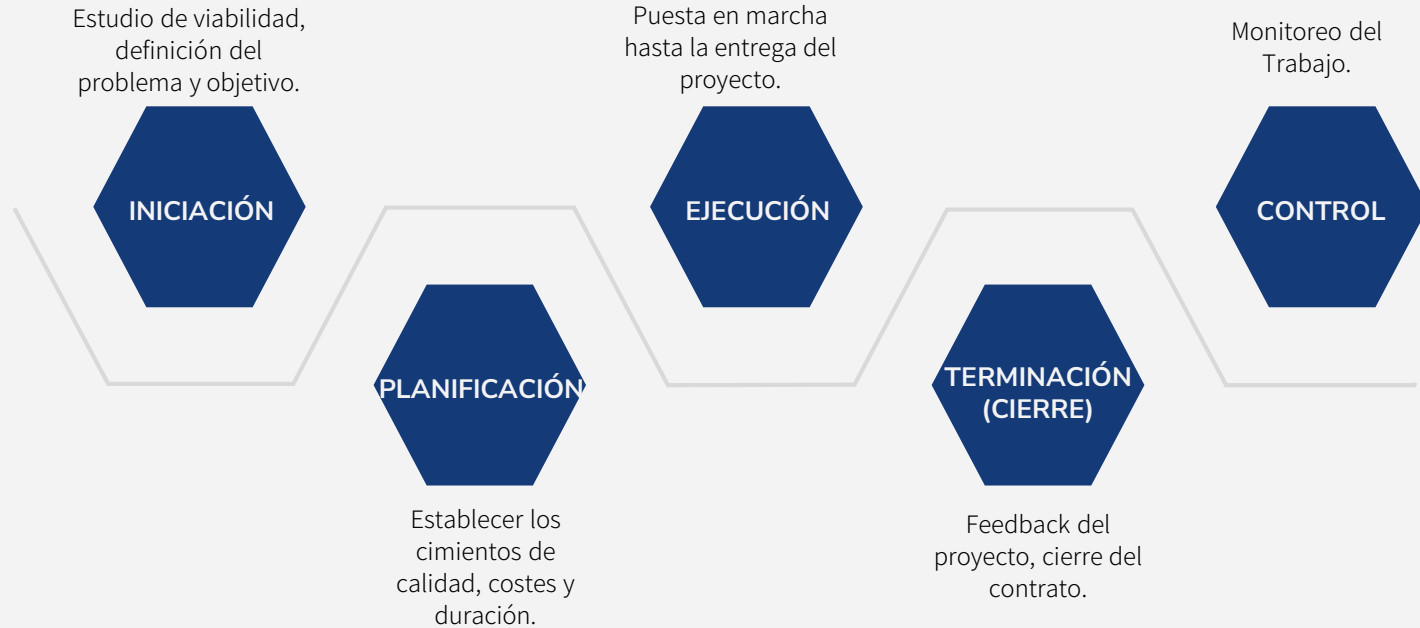 Estudio de viabilidad,
definición del
problema y objetivo.
INICIACIÓN
PLANIFICACIÓN
Establecer los
cimientos de
calidad, costes y
duración.
Puesta en marcha
hasta la entrega del
proyecto.
EJECUCIÓN
TERMINACIÓN
(CIERRE)
Feedback del
proyecto, cierre del
contrato.
Monitoreo del
Trabajo.
CONTROL